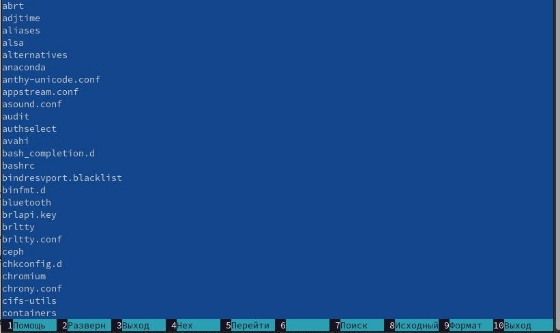 abrt
adjtime
aliases
alsa
alternatives
anaconda
anthy-unicode.conf
appstream.conf
asound.conf
audit
authselect
avahi
bash_completion.d
bashrc
bindresvport.blacklist
binfmt.d
bluetooth
brlapi.key
brltty
brltty.conf
ceph
chkconfig.d
chromium
chrony.conf
cifs-utils
containers
1Помощь 2Разверн 3Выход 4Hex 5Перейти 6 7Поиск 8Исходный 9Формат 10Выход